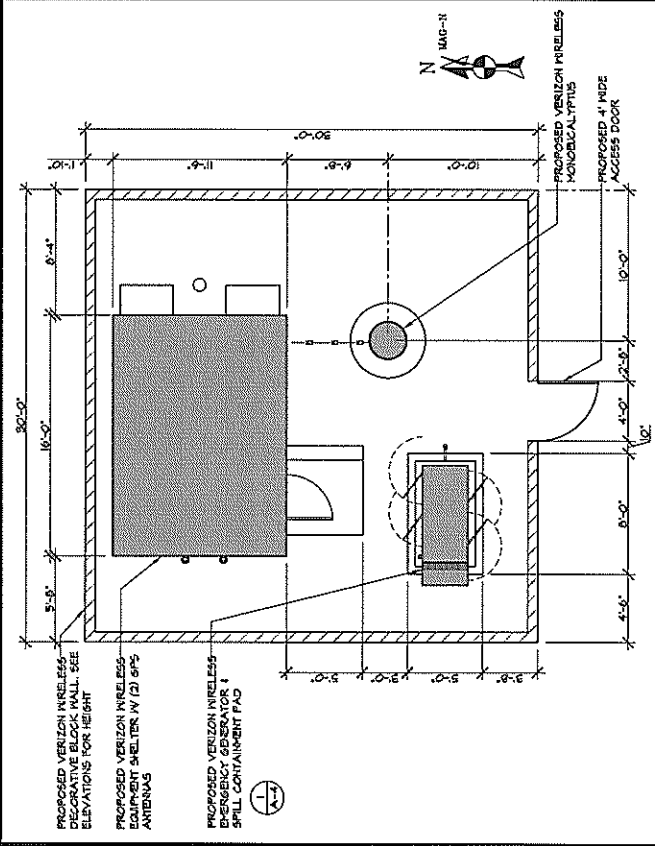 PROPOSED VERIZON WIRELESS
DECORATIVE BLOCK WALL. SEE
ELEVATIONS FOR HEIGHT
PROPOSED VERIZON WIRELESS
EQUIPMENT SHELTER W/ (2) GPS
ANTENNAS
PROPOSED VERIZON WIRELESS
EMERGENCY GENERATOR &
SPILL CONTAINMENT PAD
1
A-4
30'-0"
5'-8"
16'-0"
8'-4"
1'-10"
11'-6"
6'-8"
10'-0"
30'-0"
N
MAG-N
PROPOSED VERIZON WIRELESS
MONOEUCALYPTUS
PROPOSED 4' WIDE
ACCESS DOOR
5'-0"
3'-0"
5'-0"
3'-8"
4'-6"
8'-0"
10"
4'-0"
2'-8"
10'-0"